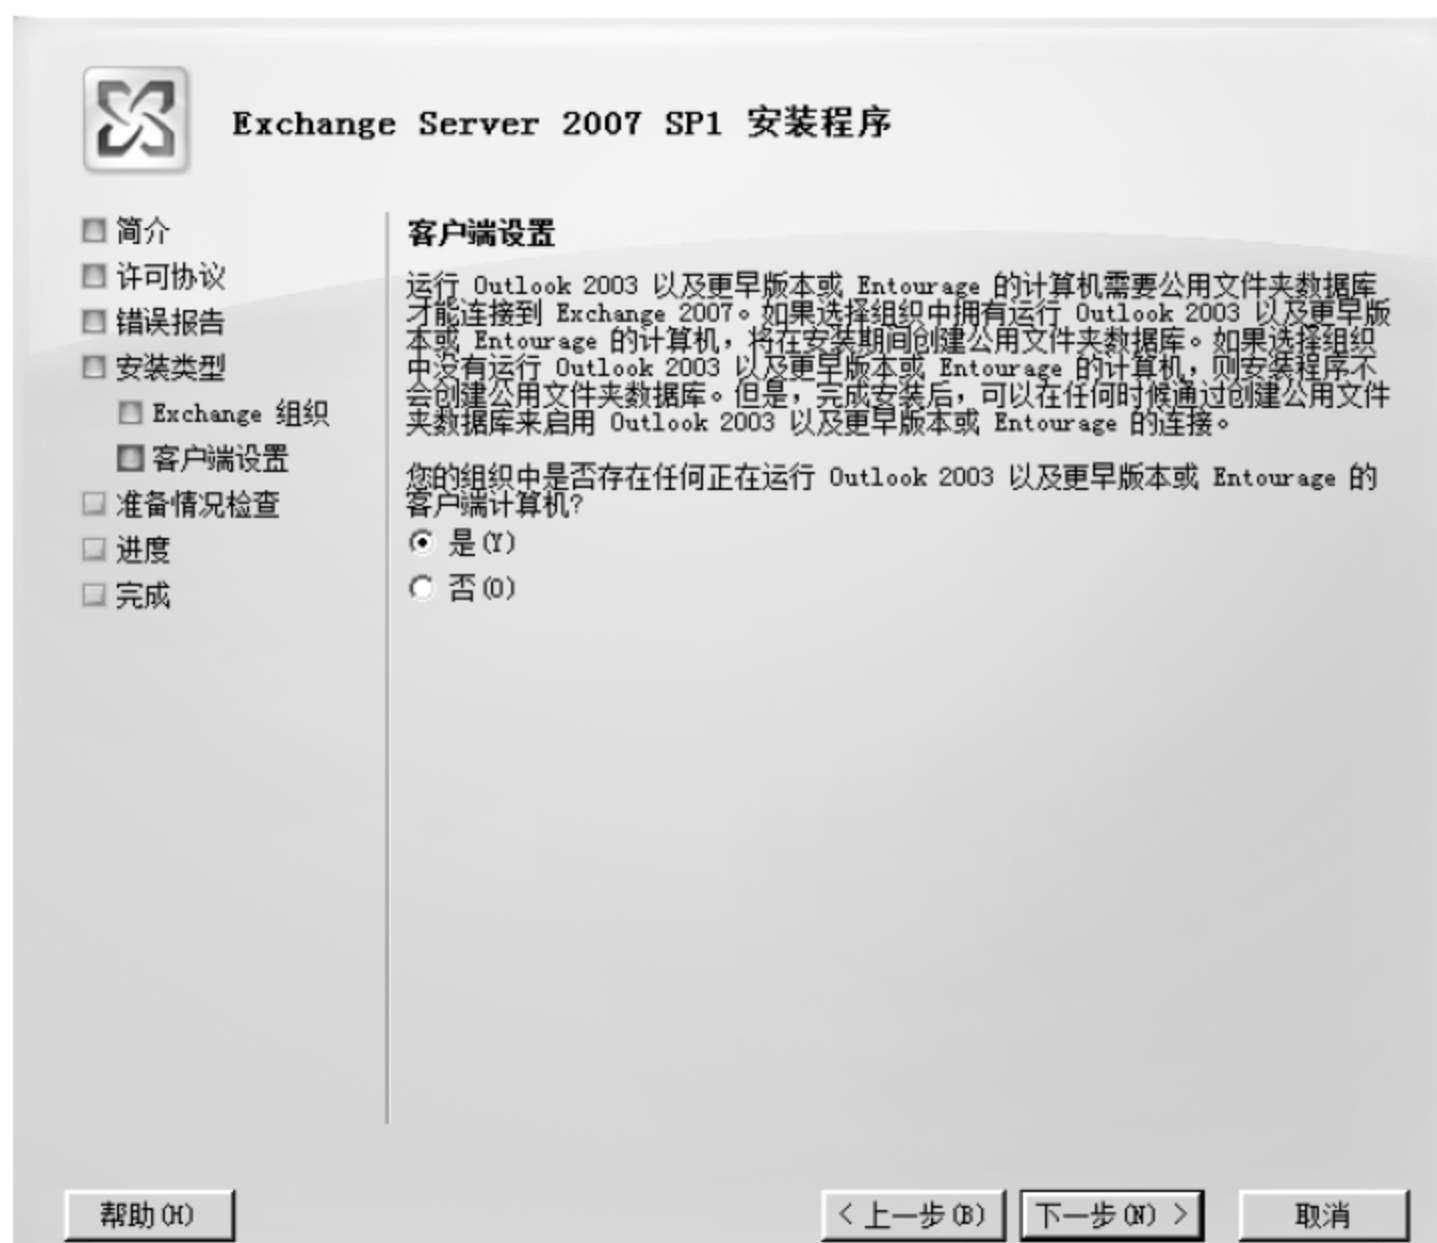 Exchange Server 2007 SP1 安装程序
简介
许可协议
错误报告
安装类型
Exchange 组织
客户端设置
准备情况检查
进度
完成
客户端设置
运行 Outlook 2003 以及更早版本或 Entourage 的计算机需要公用文件夹数据库
才能连接到 Exchange 2007。如果选择组织中拥有运行 Outlook 2003 以及更早版
本或 Entourage 的计算机，将在安装期间创建公用文件夹数据库。如果选择组织
中没有运行 Outlook 2003 以及更早版本或 Entourage 的计算机，则安装程序不
会创建公用文件夹数据库。但是，完成安装后，可以在任何时候通过创建公用文件
夹数据库来启用 Outlook 2003 以及更早版本或 Entourage 的连接。
您的组织中是否存在任何正在运行 Outlook 2003 以及更早版本或 Entourage 的
客户端计算机?
是(Y)
否(O)
帮助(H)
< 上一步(B)
下一步(N) >
取消